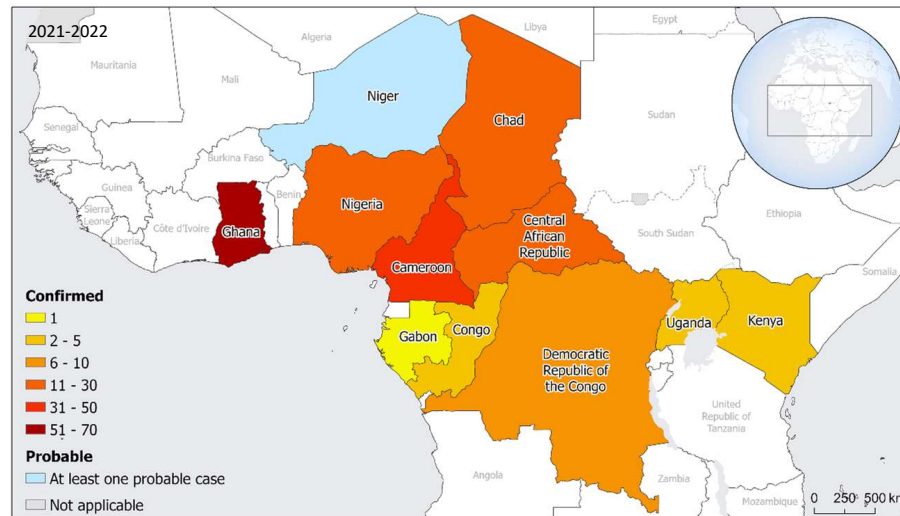 2021-2022
Algeria
Libya
Egypt
Mauritania
Mali
Niger
Chad
Sudan
Senegal
Burkina Faso
Guinea
Benin
Nigeria
Sierra
Leone
Côte d'Ivoire
Ghana
Liberia
Central
African
Republic
South Sudan
Ethiopia
Cameroon
Somalia
Confirmed
1
2 - 5
6 - 10
11 - 30
31 - 50
51 - 70
Probable
At least one probable case
Not applicable
Gabon
Congo
Uganda
Kenya
Democratic
Republic of
the Congo
United
Republic of
Tanzania
Angola
Zambia
Mozambique
0 250 500 km